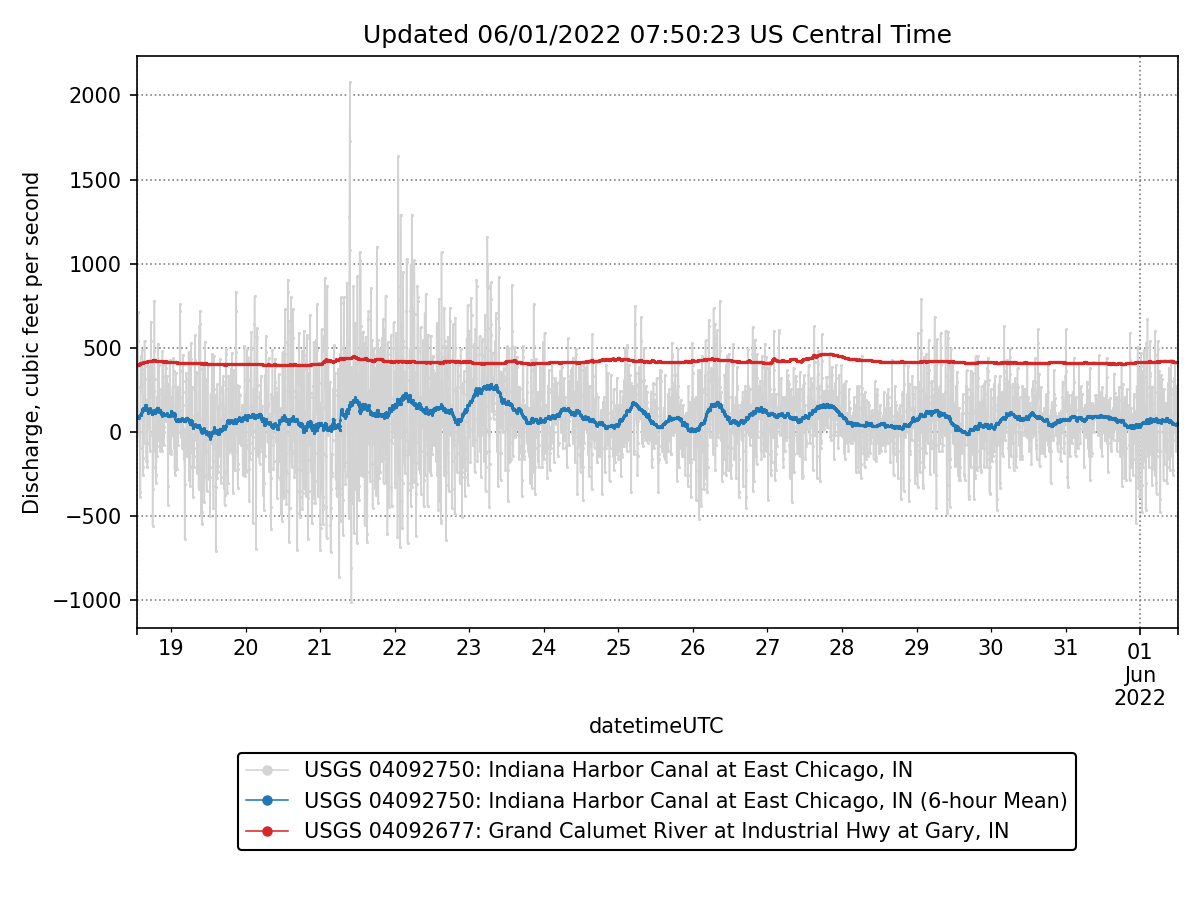 Updated 06/01/2022 07:50:23 US Central Time
Discharge, cubic feet per second
2000
1500
1000
500
0
−500
−1000
19 20 21 22 23 24 25 26 27 28 29 30 31 01
Jun
2022
datetimeUTC
USGS 04092750: Indiana Harbor Canal at East Chicago, IN
USGS 04092750: Indiana Harbor Canal at East Chicago, IN (6-hour Mean)
USGS 04092677: Grand Calumet River at Industrial Hwy at Gary, IN